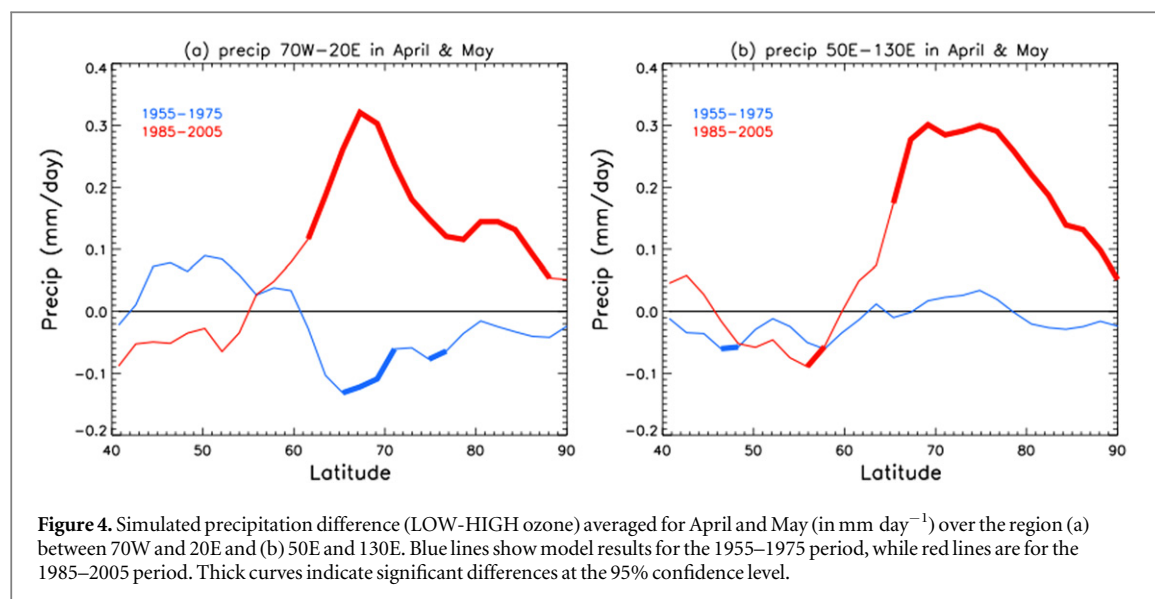 (a) precip 70W-20E in April & May
0.4
0.3
0.2
0.1
0.0
-0.1
-0.2
Precip (mm/day)
1955-1975
1985-2005
40 50 60 70 80 90
Latitude
(b) precip 50E-130E in April & May
0.4
0.3
0.2
0.1
0.0
-0.1
-0.2
Precip (mm/day)
1955-1975
1985-2005
40 50 60 70 80 90
Latitude
Figure 4. Simulated precipitation difference (LOW-HIGH ozone) averaged for April and May (in mm day⁻¹) over the region (a)
between 70W and 20E and (b) 50E and 130E. Blue lines show model results for the 1955–1975 period, while red lines are for the
1985–2005 period. Thick curves indicate significant differences at the 95% confidence level.